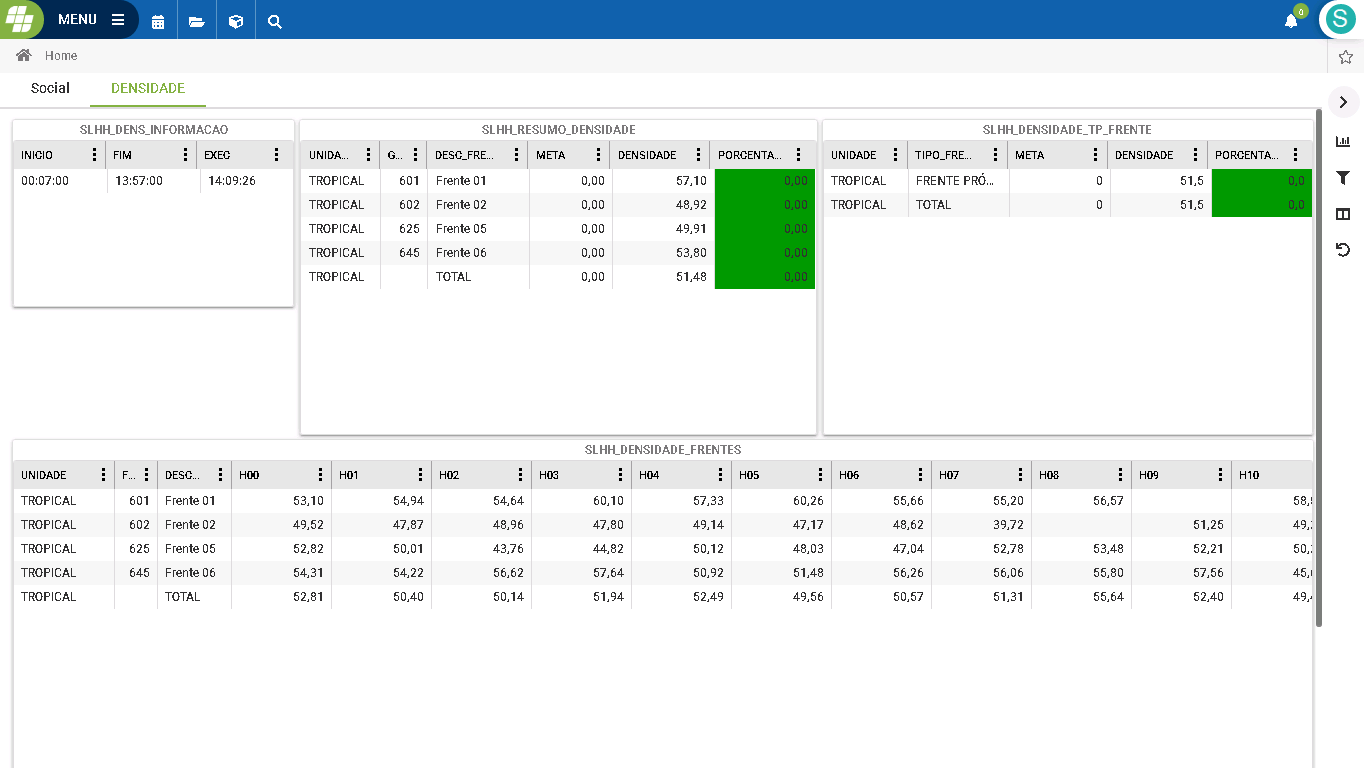 MENU
0
S
Home
Social DENSIDADE
SLHH_DENS_INFORMACAO
INICIO FIM EXEC
00:07:00 13:57:00 14:09:26
SLHH_RESUMO_DENSIDADE
UNIDA... G... DESC_FRE... META DENSIDADE PORCENTA...
TROPICAL 601 Frente 01 0,00 57,10 0,00
TROPICAL 602 Frente 02 0,00 48,92 0,00
TROPICAL 625 Frente 05 0,00 49,91 0,00
TROPICAL 645 Frente 06 0,00 53,80 0,00
TROPICAL TOTAL 0,00 51,48 0,00
SLHH_DENSIDADE_TP_FRENTE
UNIDADE TIPO_FRE... META DENSIDADE PORCENTA...
TROPICAL FRENTE PRÓ... 0 51,5 0,0
TROPICAL TOTAL 0 51,5 0,0
SLHH_DENSIDADE_FRENTES
UNIDADE F... DESC... H00 H01 H02 H03 H04 H05 H06 H07 H08 H09 H10
TROPICAL 601 Frente 01 53,10 54,94 54,64 60,10 57,33 60,26 55,66 55,20 56,57
TROPICAL 602 Frente 02 49,52 47,87 48,96 47,80 49,14 47,17 48,62 39,72 51,25
TROPICAL 625 Frente 05 52,82 50,01 43,76 44,82 50,12 48,03 47,04 52,78 53,48 52,21
TROPICAL 645 Frente 06 54,31 54,22 56,62 57,64 50,92 51,48 56,26 56,06 55,80 57,56
TROPICAL TOTAL 52,81 50,40 50,14 51,94 52,49 49,56 50,57 51,31 55,64 52,40